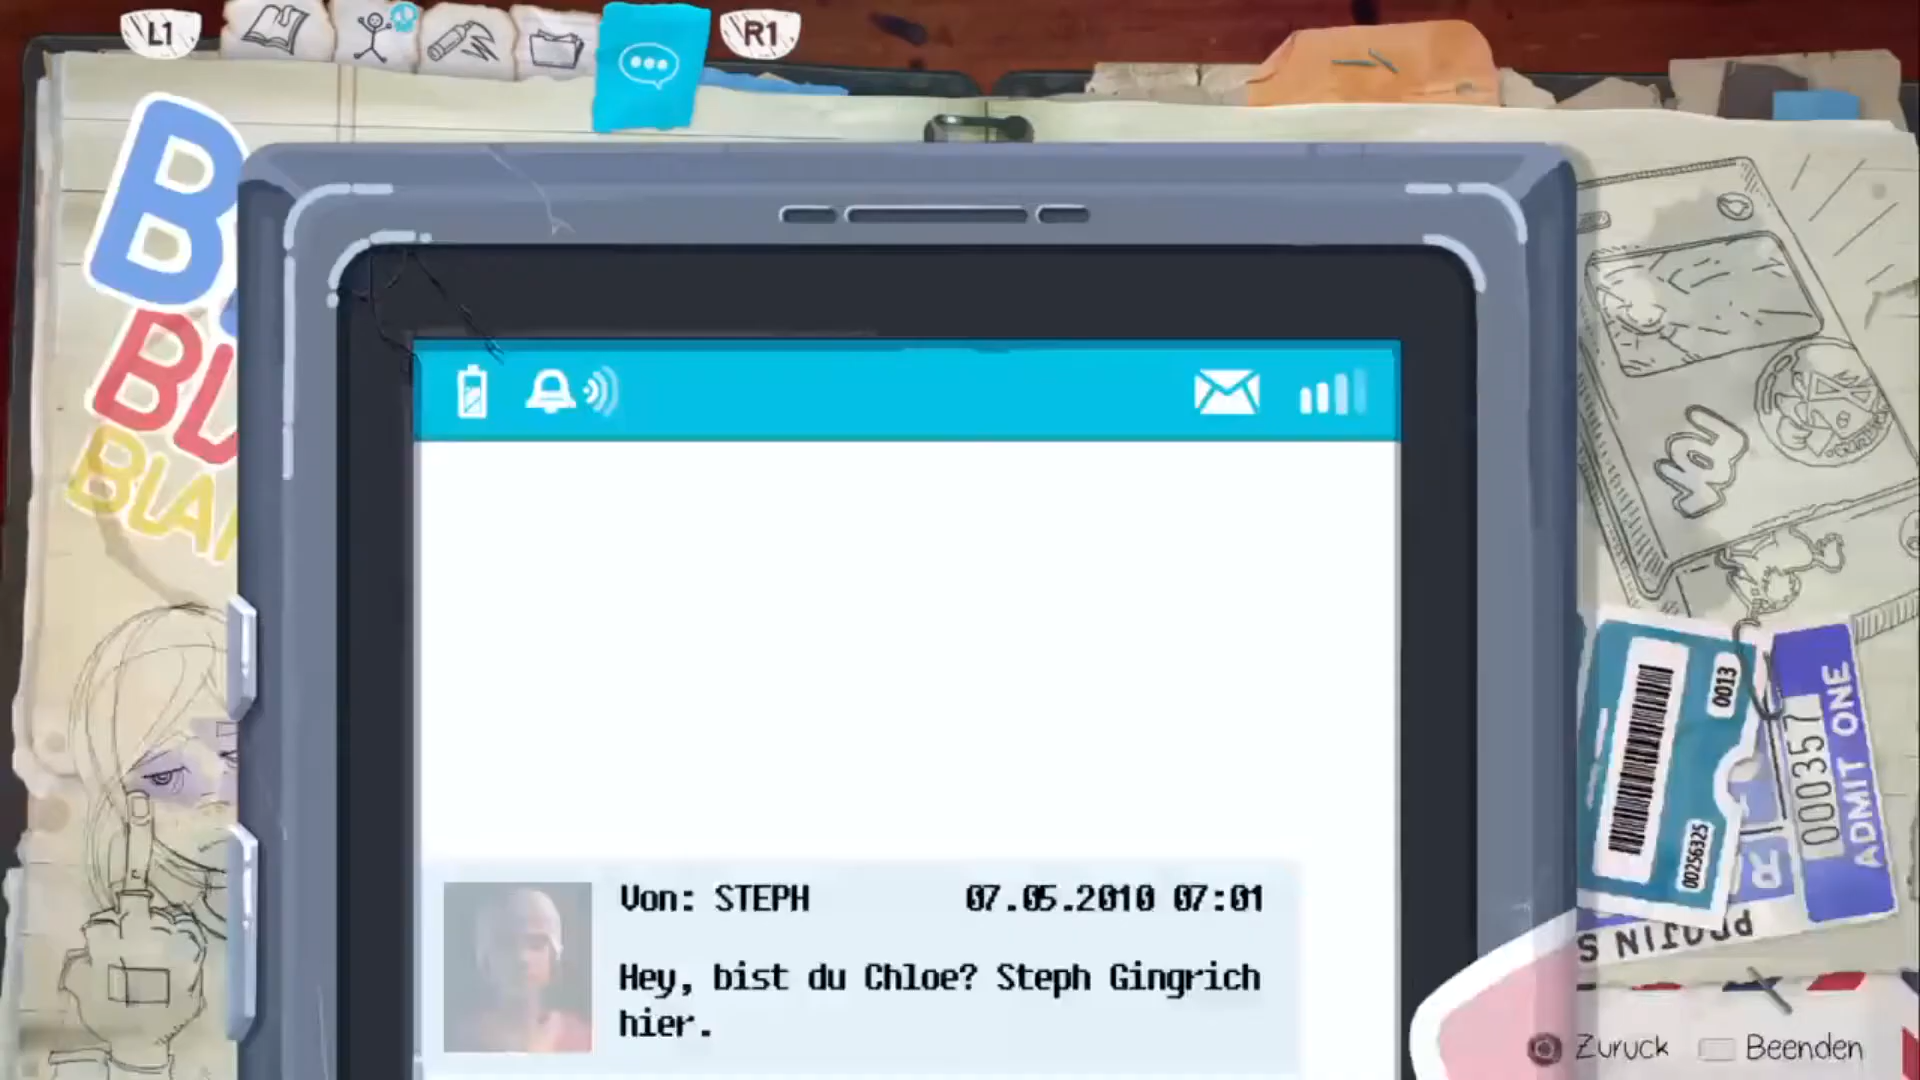 L1
R1
Von: STEPH 07.05.2010 07:01
Hey, bist du Chloe? Steph Gingrich
hier.
0013
00256325
000357
ADMIT ONE
Zurück
Beenden